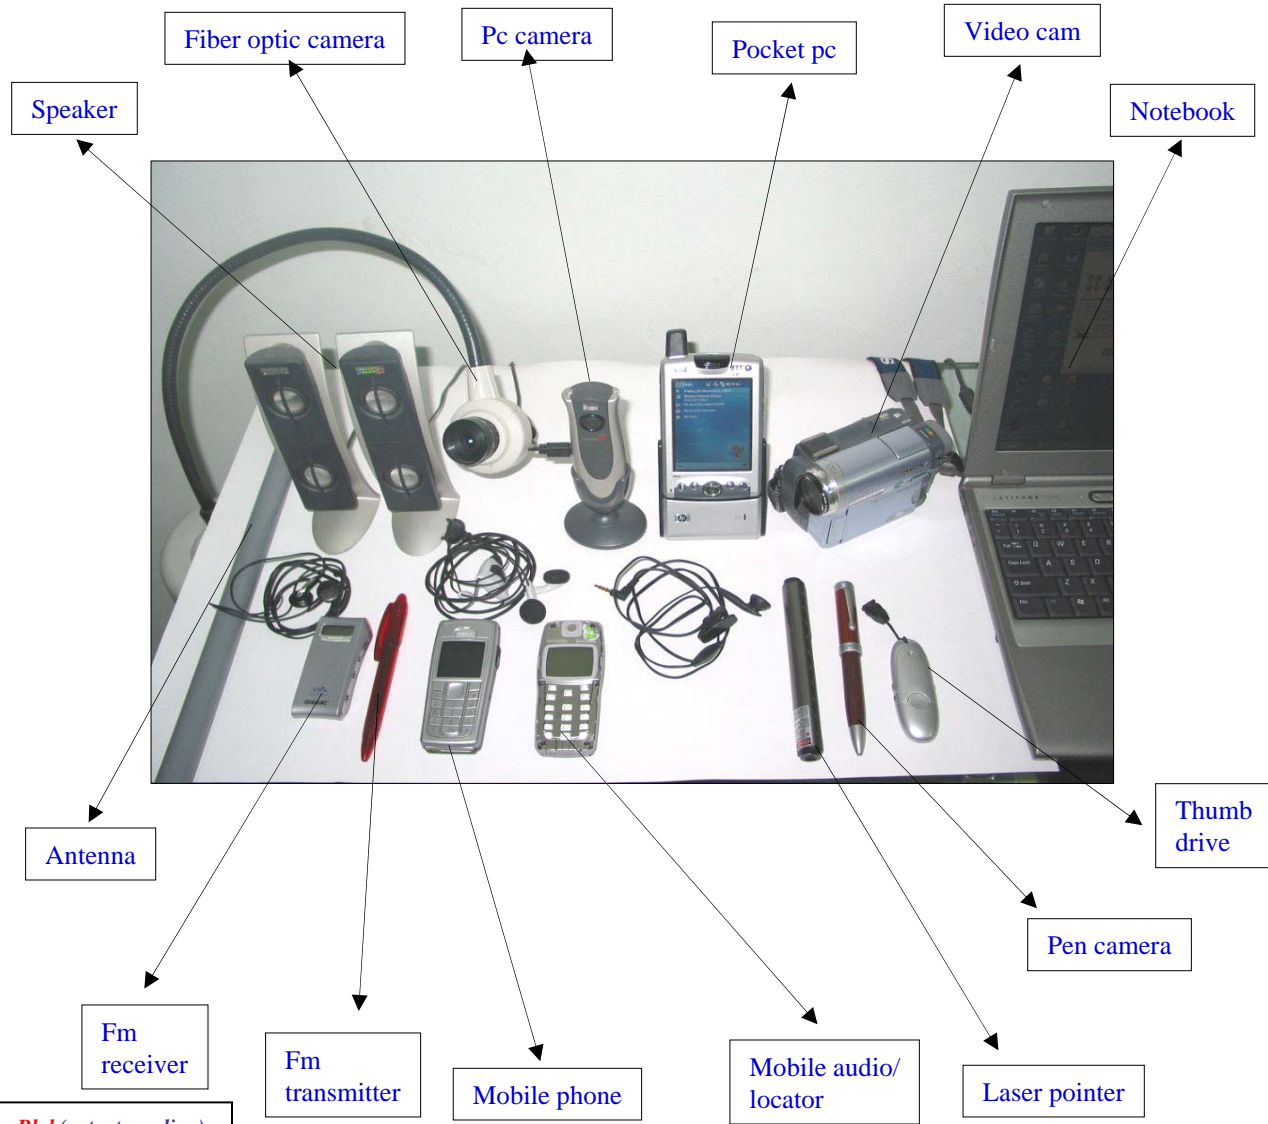 Fiber optic camera
Pc camera
Pocket pc
Video cam
Speaker
Notebook
LATITUDE
Antenna
Thumb
drive
Pen camera
Fm
receiver
Fm
transmitter
Mobile phone
Mobile audio/
locator
Laser pointer